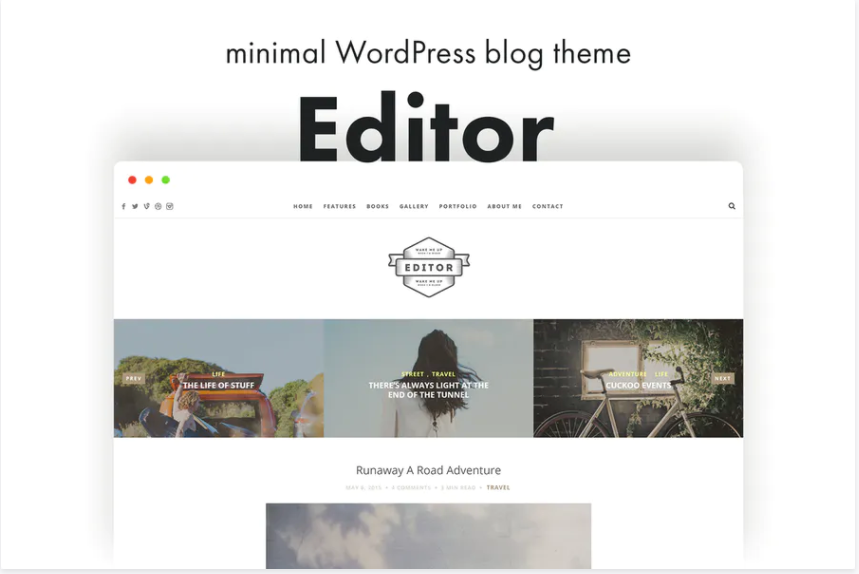 minimal WordPress blog theme
Editor
HOME FEATURES BOOKS GALLERY PORTFOLIO ABOUT ME CONTACT
WAKE ME UP
EDITOR
WAKE ME UP
PREV
LIFE
THE LIFE OF STUFF
STREET , TRAVEL
THERE'S ALWAYS LIGHT AT THE
END OF THE TUNNEL
ADVENTURE LIFE
CUCKOO EVENTS
NEXT
Runaway A Road Adventure
MAY 6, 2015 • 0 COMMENTS • 3 MIN READ • TRAVEL